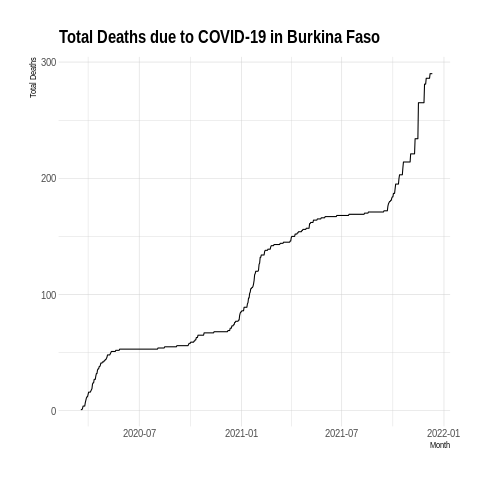 Total Deaths due to COVID-19 in Burkina Faso
Total Deaths
300
200
100
0
2020-07
2021-01
2021-07
2022-01
Month